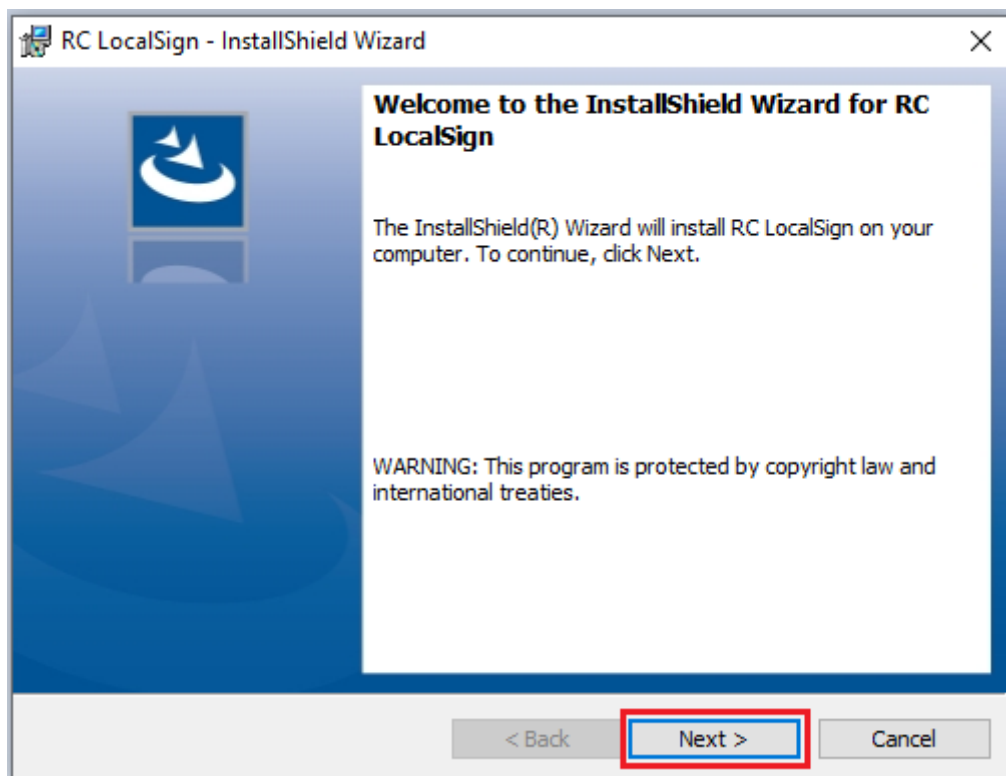 RC LocalSign - InstallShield Wizard
Welcome to the InstallShield Wizard for RC
LocalSign
The InstallShield(R) Wizard will install RC LocalSign on your
computer. To continue, click Next.
WARNING: This program is protected by copyright law and
international treaties.
< Back
Next >
Cancel